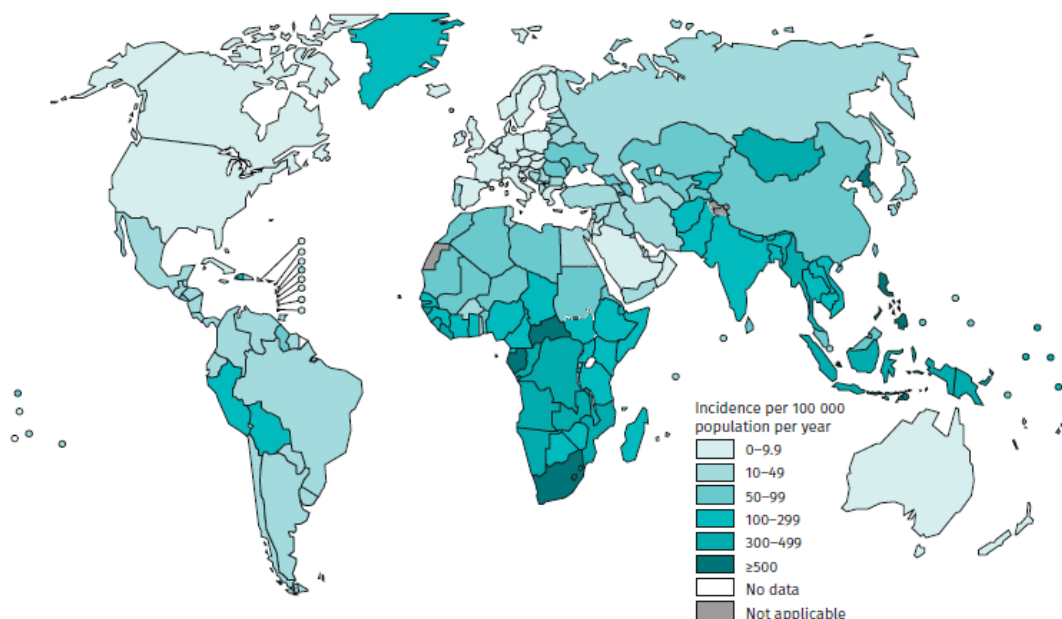 Incidence per 100 000
population per year
0–9.9
10–49
50–99
100–299
300–499
≥500
No data
Not applicable